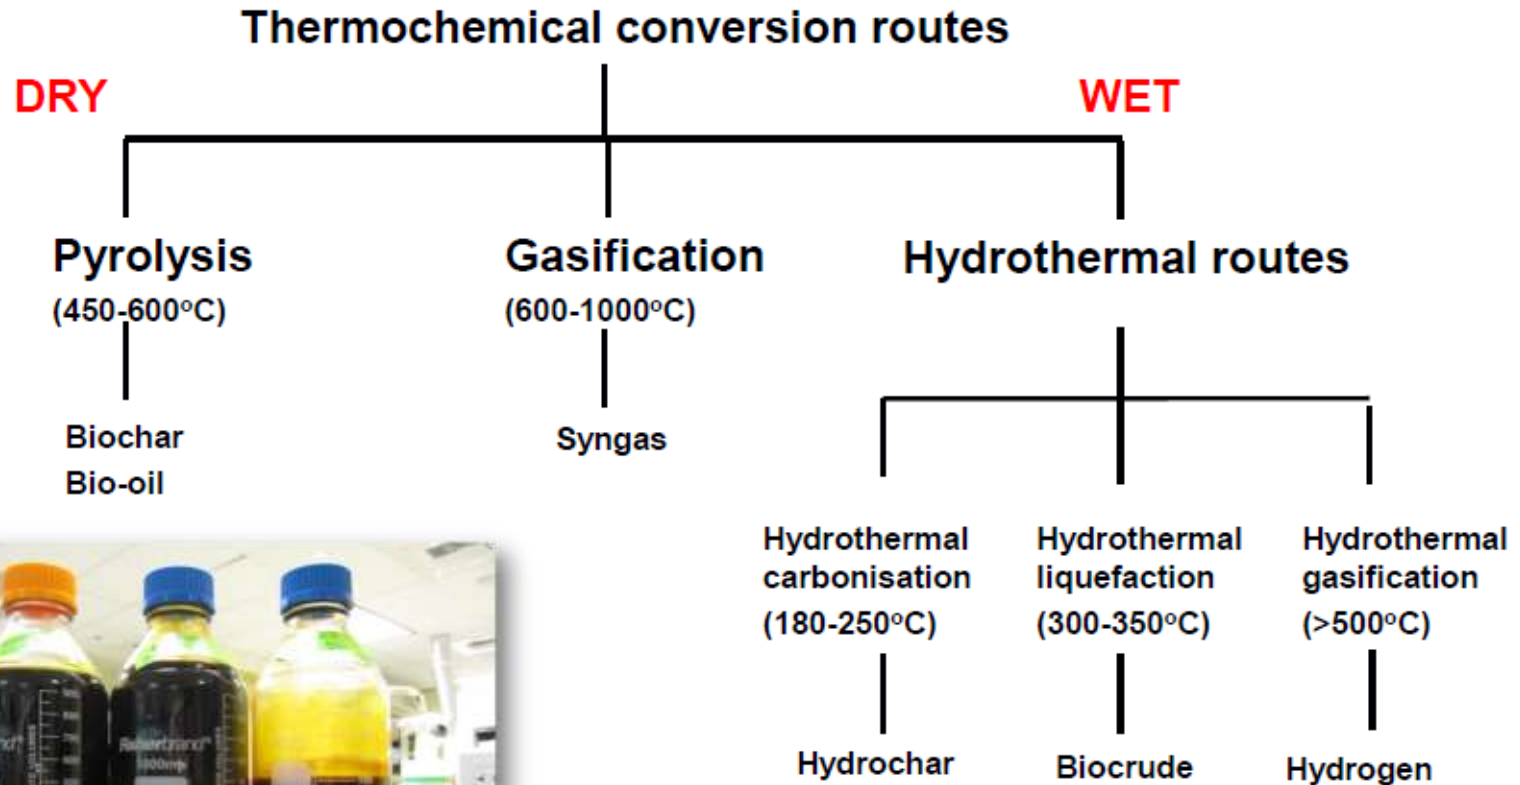 Thermochemical conversion routes
DRY
WET
Pyrolysis
(450-600°C)
Gasification
(600-1000°C)
Hydrothermal routes
Biochar
Bio-oil
Syngas
Hydrothermal
carbonisation
(180-250°C)
Hydrothermal
liquefaction
(300-350°C)
Hydrothermal
gasification
(>500°C)
Hydrochar
Biocrude
Hydrogen